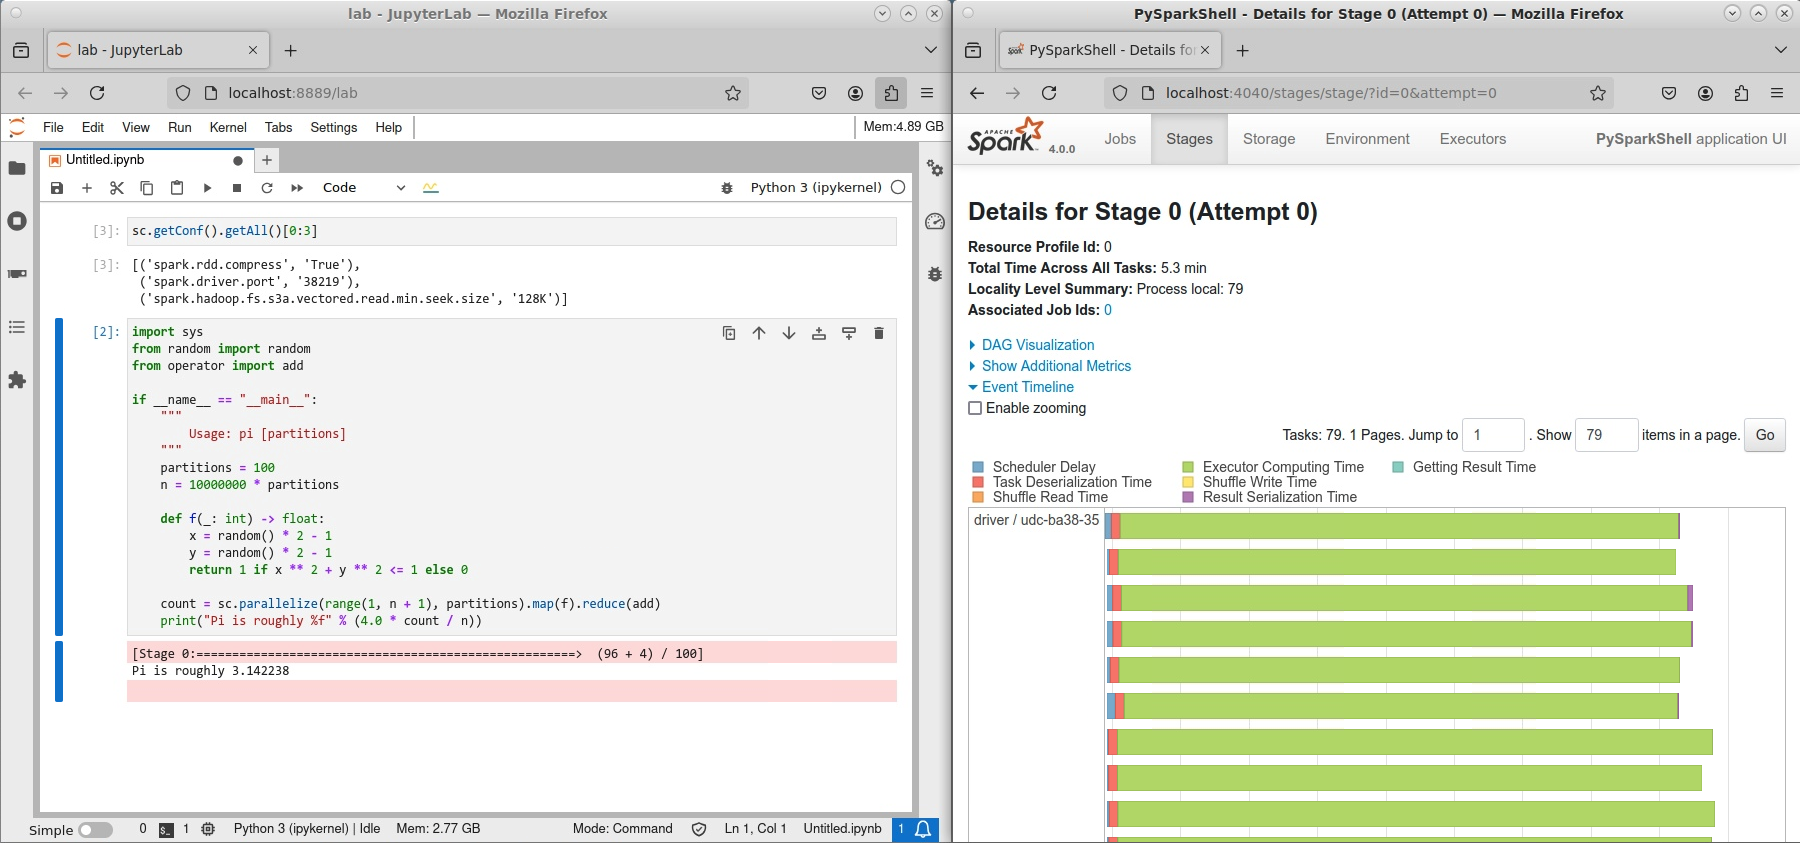 lab - JupyterLab — Mozilla Firefox
lab - JupyterLab
localhost:8889/lab
File Edit View Run Kernel Tabs Settings Help
Mem:4.89 GB
Untitled.ipynb
Code
Python 3 (ipykernel)
[3]: sc.getConf().getAll()[0:3]
[3]: [('spark.rdd.compress', 'True'),
('spark.driver.port', '38219'),
('spark.hadoop.fs.s3a.vectored.read.min.seek.size', '128K')]
[2]: import sys
from random import random
from operator import add
if __name__ == "__main__":
"""
Usage: pi [partitions]
"""
partitions = 100
n = 10000000 * partitions
def f(_: int) -> float:
x = random() * 2 - 1
y = random() * 2 - 1
return 1 if x ** 2 + y ** 2 <= 1 else 0
count = sc.parallelize(range(1, n + 1), partitions).map(f).reduce(add)
print("Pi is roughly %f" % (4.0 * count / n))
[Stage 0:=====================================================> (96 + 4) / 100]
Pi is roughly 3.142238
Simple 0 $_ 1 Python 3 (ipykernel) | Idle Mem: 2.77 GB Mode: Command Ln 1, Col 1 Untitled.ipynb 1
PySparkShell - Details for Stage 0 (Attempt 0) — Mozilla Firefox
Spark PySparkShell - Details fo
localhost:4040/stages/stage/?id=0&attempt=0
APACHE Spark 4.0.0 Jobs Stages Storage Environment Executors PySparkShell application UI
Details for Stage 0 (Attempt 0)
Resource Profile Id: 0
Total Time Across All Tasks: 5.3 min
Locality Level Summary: Process local: 79
Associated Job Ids: 0
DAG Visualization
Show Additional Metrics
Event Timeline
Enable zooming
Tasks: 79. 1 Pages. Jump to 1 . Show 79 items in a page. Go
Scheduler Delay Executor Computing Time Getting Result Time
Task Deserialization Time Shuffle Write Time
Shuffle Read Time Result Serialization Time
driver / udc-ba38-35